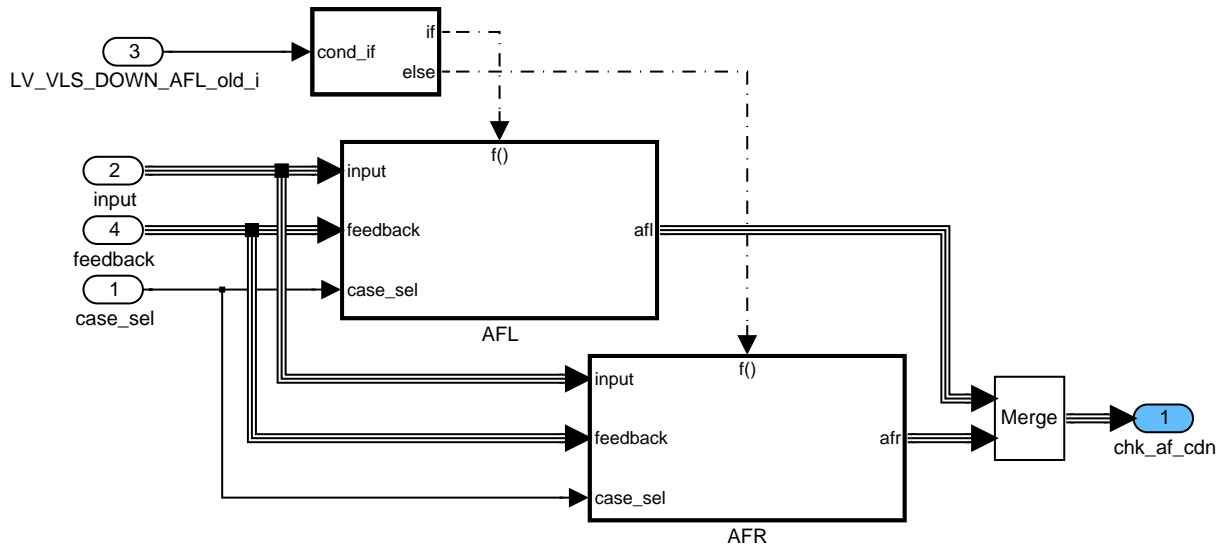 3
LV_VLS_DOWN_AFL_old_i
cond_if
if
else
f()
2
input
input
4
feedback
feedback
afl
1
case_sel
case_sel
AFL
f()
input
feedback
afr
case_sel
AFR
Merge
1
chk_af_cdn